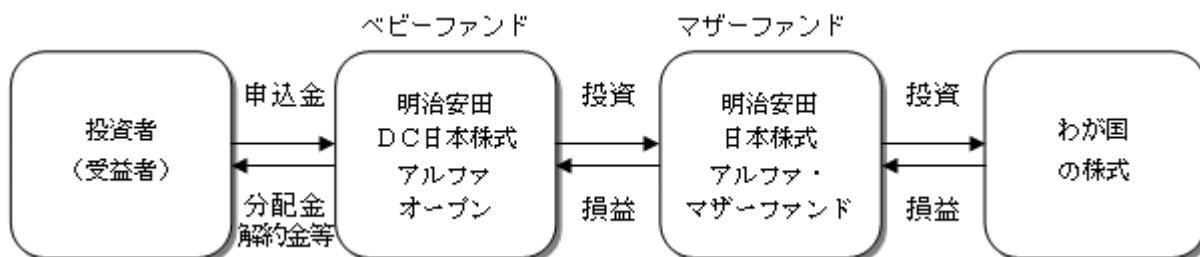 ベビーファンド
マザーファンド
投資者
（受益者）
申込金
分配金
解約金等
明治安田
ＤＣ日本株式
アルファ
オープン
投資
損益
明治安田
日本株式
アルファ・
マザーファンド
投資
損益
わが国
の株式